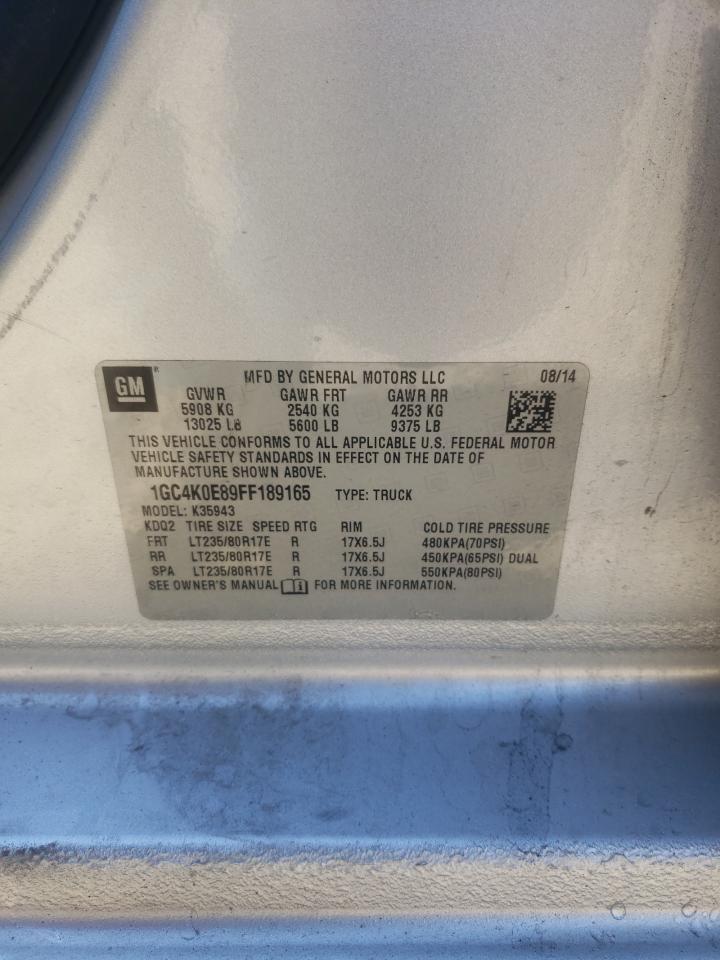 GM ®
MFD BY GENERAL MOTORS LLC 08/14
GVWR GAWR FRT GAWR RR
5908 KG 2540 KG 4253 KG
13025 LB 5600 LB 9375 LB
THIS VEHICLE CONFORMS TO ALL APPLICABLE U.S. FEDERAL MOTOR
VEHICLE SAFETY STANDARDS IN EFFECT ON THE DATE OF
MANUFACTURE SHOWN ABOVE.
1GC4K0E89FF189165 TYPE: TRUCK
MODEL: K35943
KDQ2 TIRE SIZE SPEED RTG RIM COLD TIRE PRESSURE
FRT LT235/80R17E R 17X6.5J 480KPA(70PSI)
RR LT235/80R17E R 17X6.5J 450KPA(65PSI) DUAL
SPA LT235/80R17E R 17X6.5J 550KPA(80PSI)
SEE OWNER'S MANUAL i FOR MORE INFORMATION.